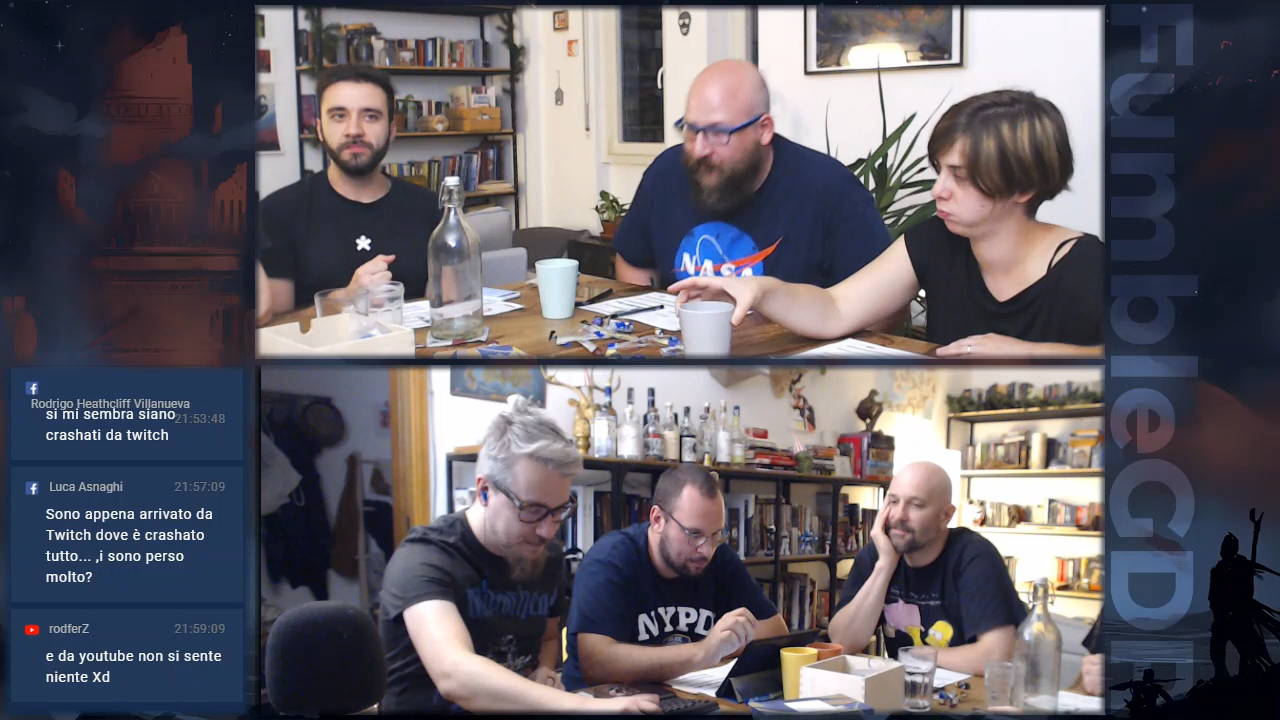 Rodrigo Heathcliff Villanueva
si mi sembra siano
21:53:48
crashati da twitch
Luca Asnaghi
21:57:09
Sono appena arrivato da
Twitch dove è crashato
tutto... ,i sono perso
molto?
rodferZ
21:59:09
e da youtube non si sente
niente Xd
NASA
NYPD
FumbleGD